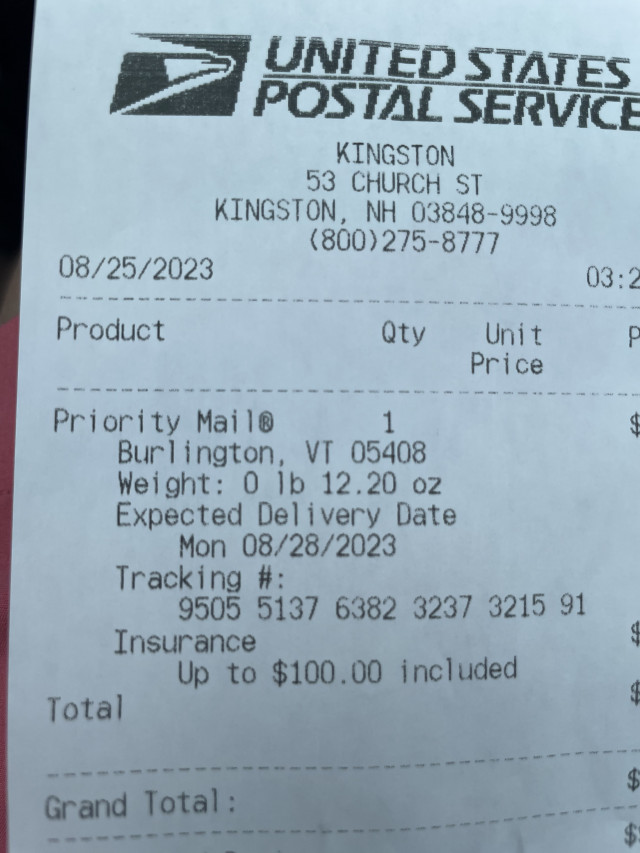 UNITED STATES
POSTAL SERVICE
KINGSTON
53 CHURCH ST
KINGSTON, NH 03848-9998
(800)275-8777
08/25/2023 03:2
Product Qty Unit P
Price
Priority Mail® 1 $
Burlington, VT 05408
Weight: 0 lb 12.20 oz
Expected Delivery Date
Mon 08/28/2023
Tracking #:
9505 5137 6382 3237 3215 91
Insurance $
Up to $100.00 included
Total $
Grand Total: $
$